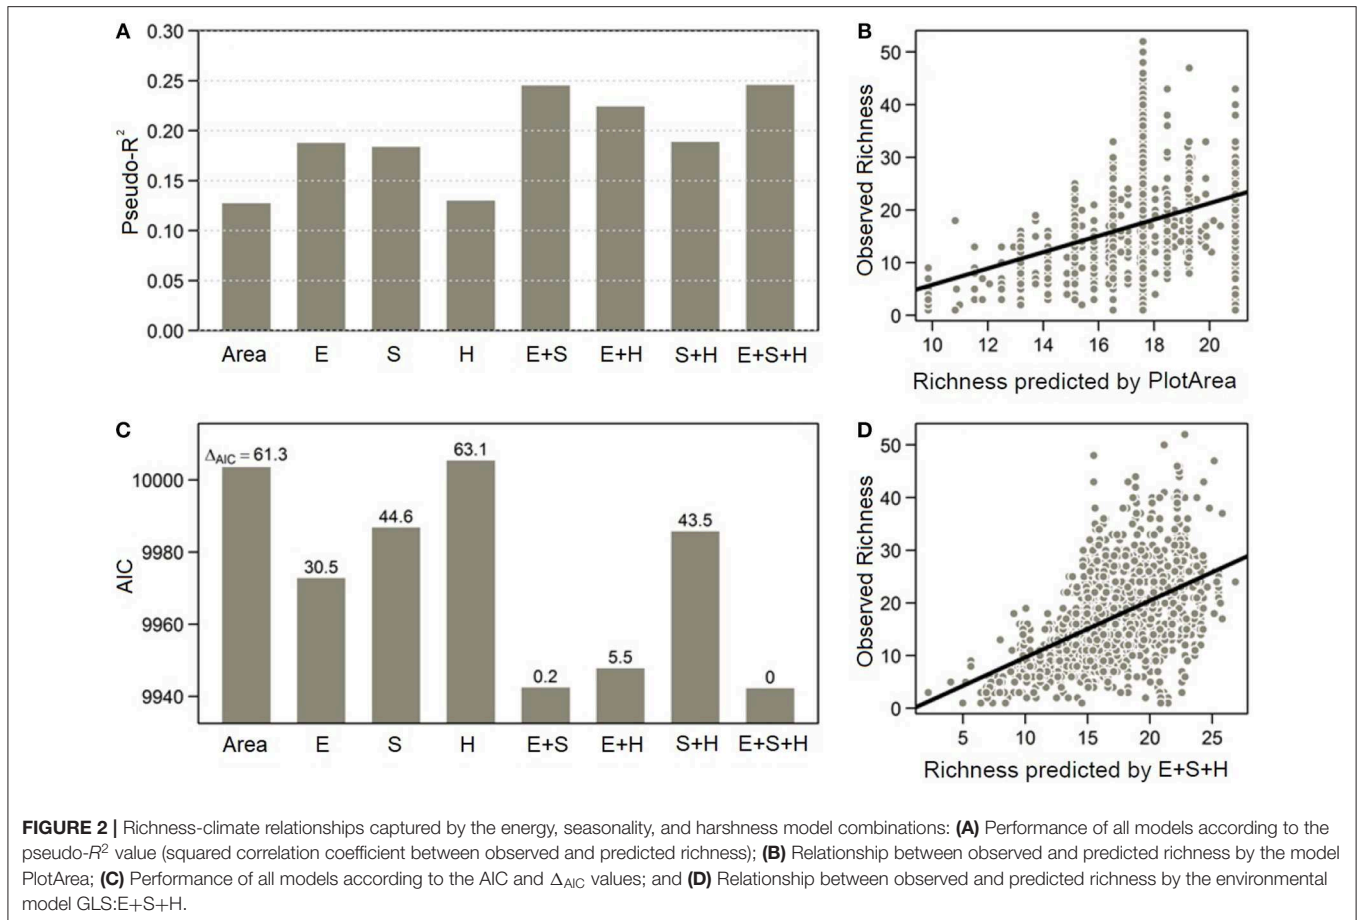 A
0.30
0.25
0.20
0.15
0.10
0.05
0.00
Pseudo-R²
Area E S H E+S E+H S+H E+S+H
B
50
40
30
20
10
0
Observed Richness
10 12 14 16 18 20
Richness predicted by PlotArea
C
10000
9980
9960
9940
AIC
Δ_AIC = 61.3
30.5
44.6
63.1
0.2
5.5
43.5
0
Area E S H E+S E+H S+H E+S+H
D
50
40
30
20
10
0
Observed Richness
5 10 15 20 25
Richness predicted by E+S+H
FIGURE 2 | Richness-climate relationships captured by the energy, seasonality, and harshness model combinations: (A) Performance of all models according to the
pseudo-R² value (squared correlation coefficient between observed and predicted richness); (B) Relationship between observed and predicted richness by the model
PlotArea; (C) Performance of all models according to the AIC and Δ_AIC values; and (D) Relationship between observed and predicted richness by the environmental
model GLS:E+S+H.